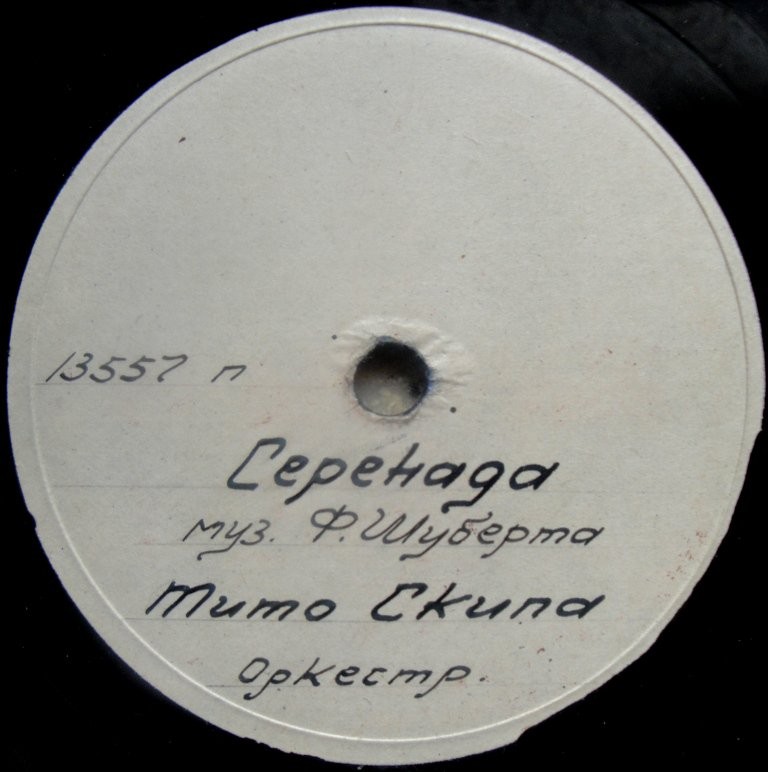 13557 п
Серенада
муз. Ф. Шуберта
Тито Скипа
Оркестр.